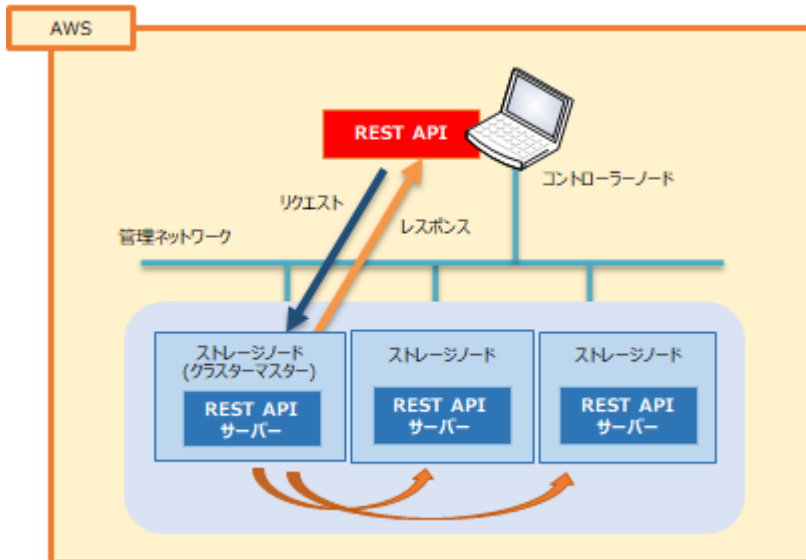 AWS
REST API
コントローラーノード
リクエスト
レスポンス
管理ネットワーク
ストレージノード
(クラスターマスター)
REST API
サーバー
ストレージノード
REST API
サーバー
ストレージノード
REST API
サーバー